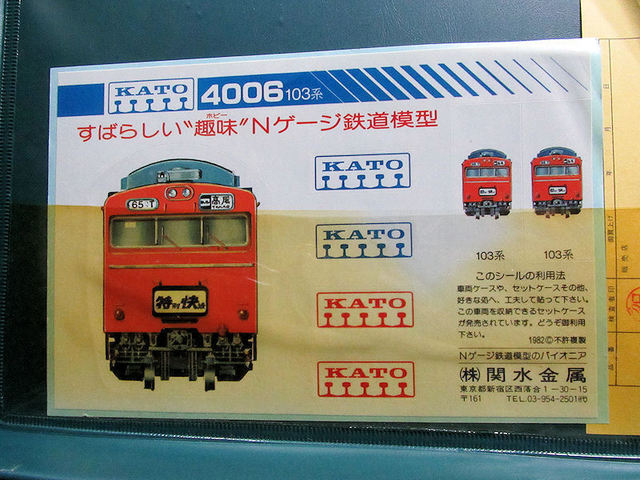 KATO 4006 103系
ホビー
すばらしい"趣味"Nゲージ鉄道模型
65-T 高尾
特快
KATO
KATO
KATO
KATO
103系 103系
このシールの利用法
車両ケースや、セットケースその他、
好きな処へ、工夫して貼って下さい。
この車両を収納できるセットケース
が発売されています。どうぞ御利用
下さい。
1982©不許複製
Nゲージ鉄道模型のパイオニア
(株)関水金属
東京都新宿区西落合1-30-15
〒161 TEL.03-954-2501㈹
年 月 日
販売店